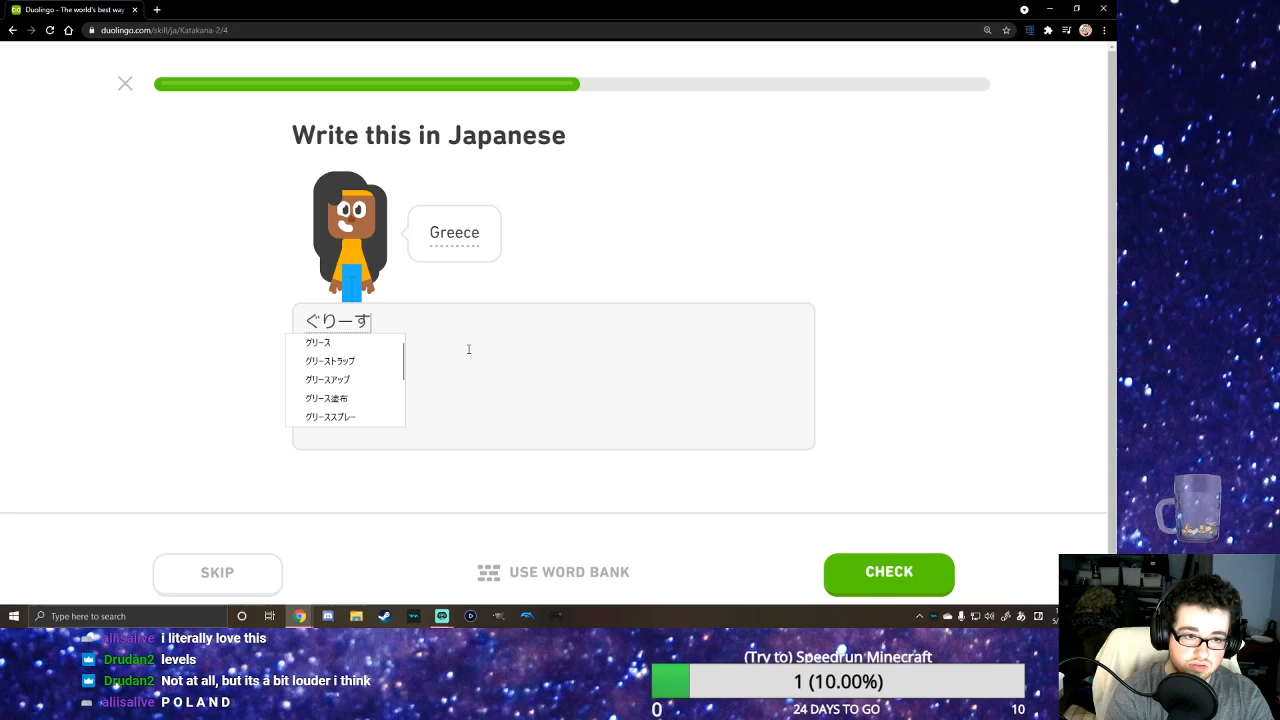 Duolingo - The world's best way
duolingo.com/skill/ja/Katakana-2/4
Write this in Japanese
Greece
ぐりーす
グリース
グリーストラップ
グリースアップ
グリース塗布
グリーススプレー
SKIP
USE WORD BANK
CHECK
Type here to search
allisalive i literally love this
Drudan2 levels
Drudan2 Not at all, but its a bit louder i think
allisalive P O L A N D
(Try to) Speedrun Minecraft
1 (10.00%)
0
24 DAYS TO GO
10